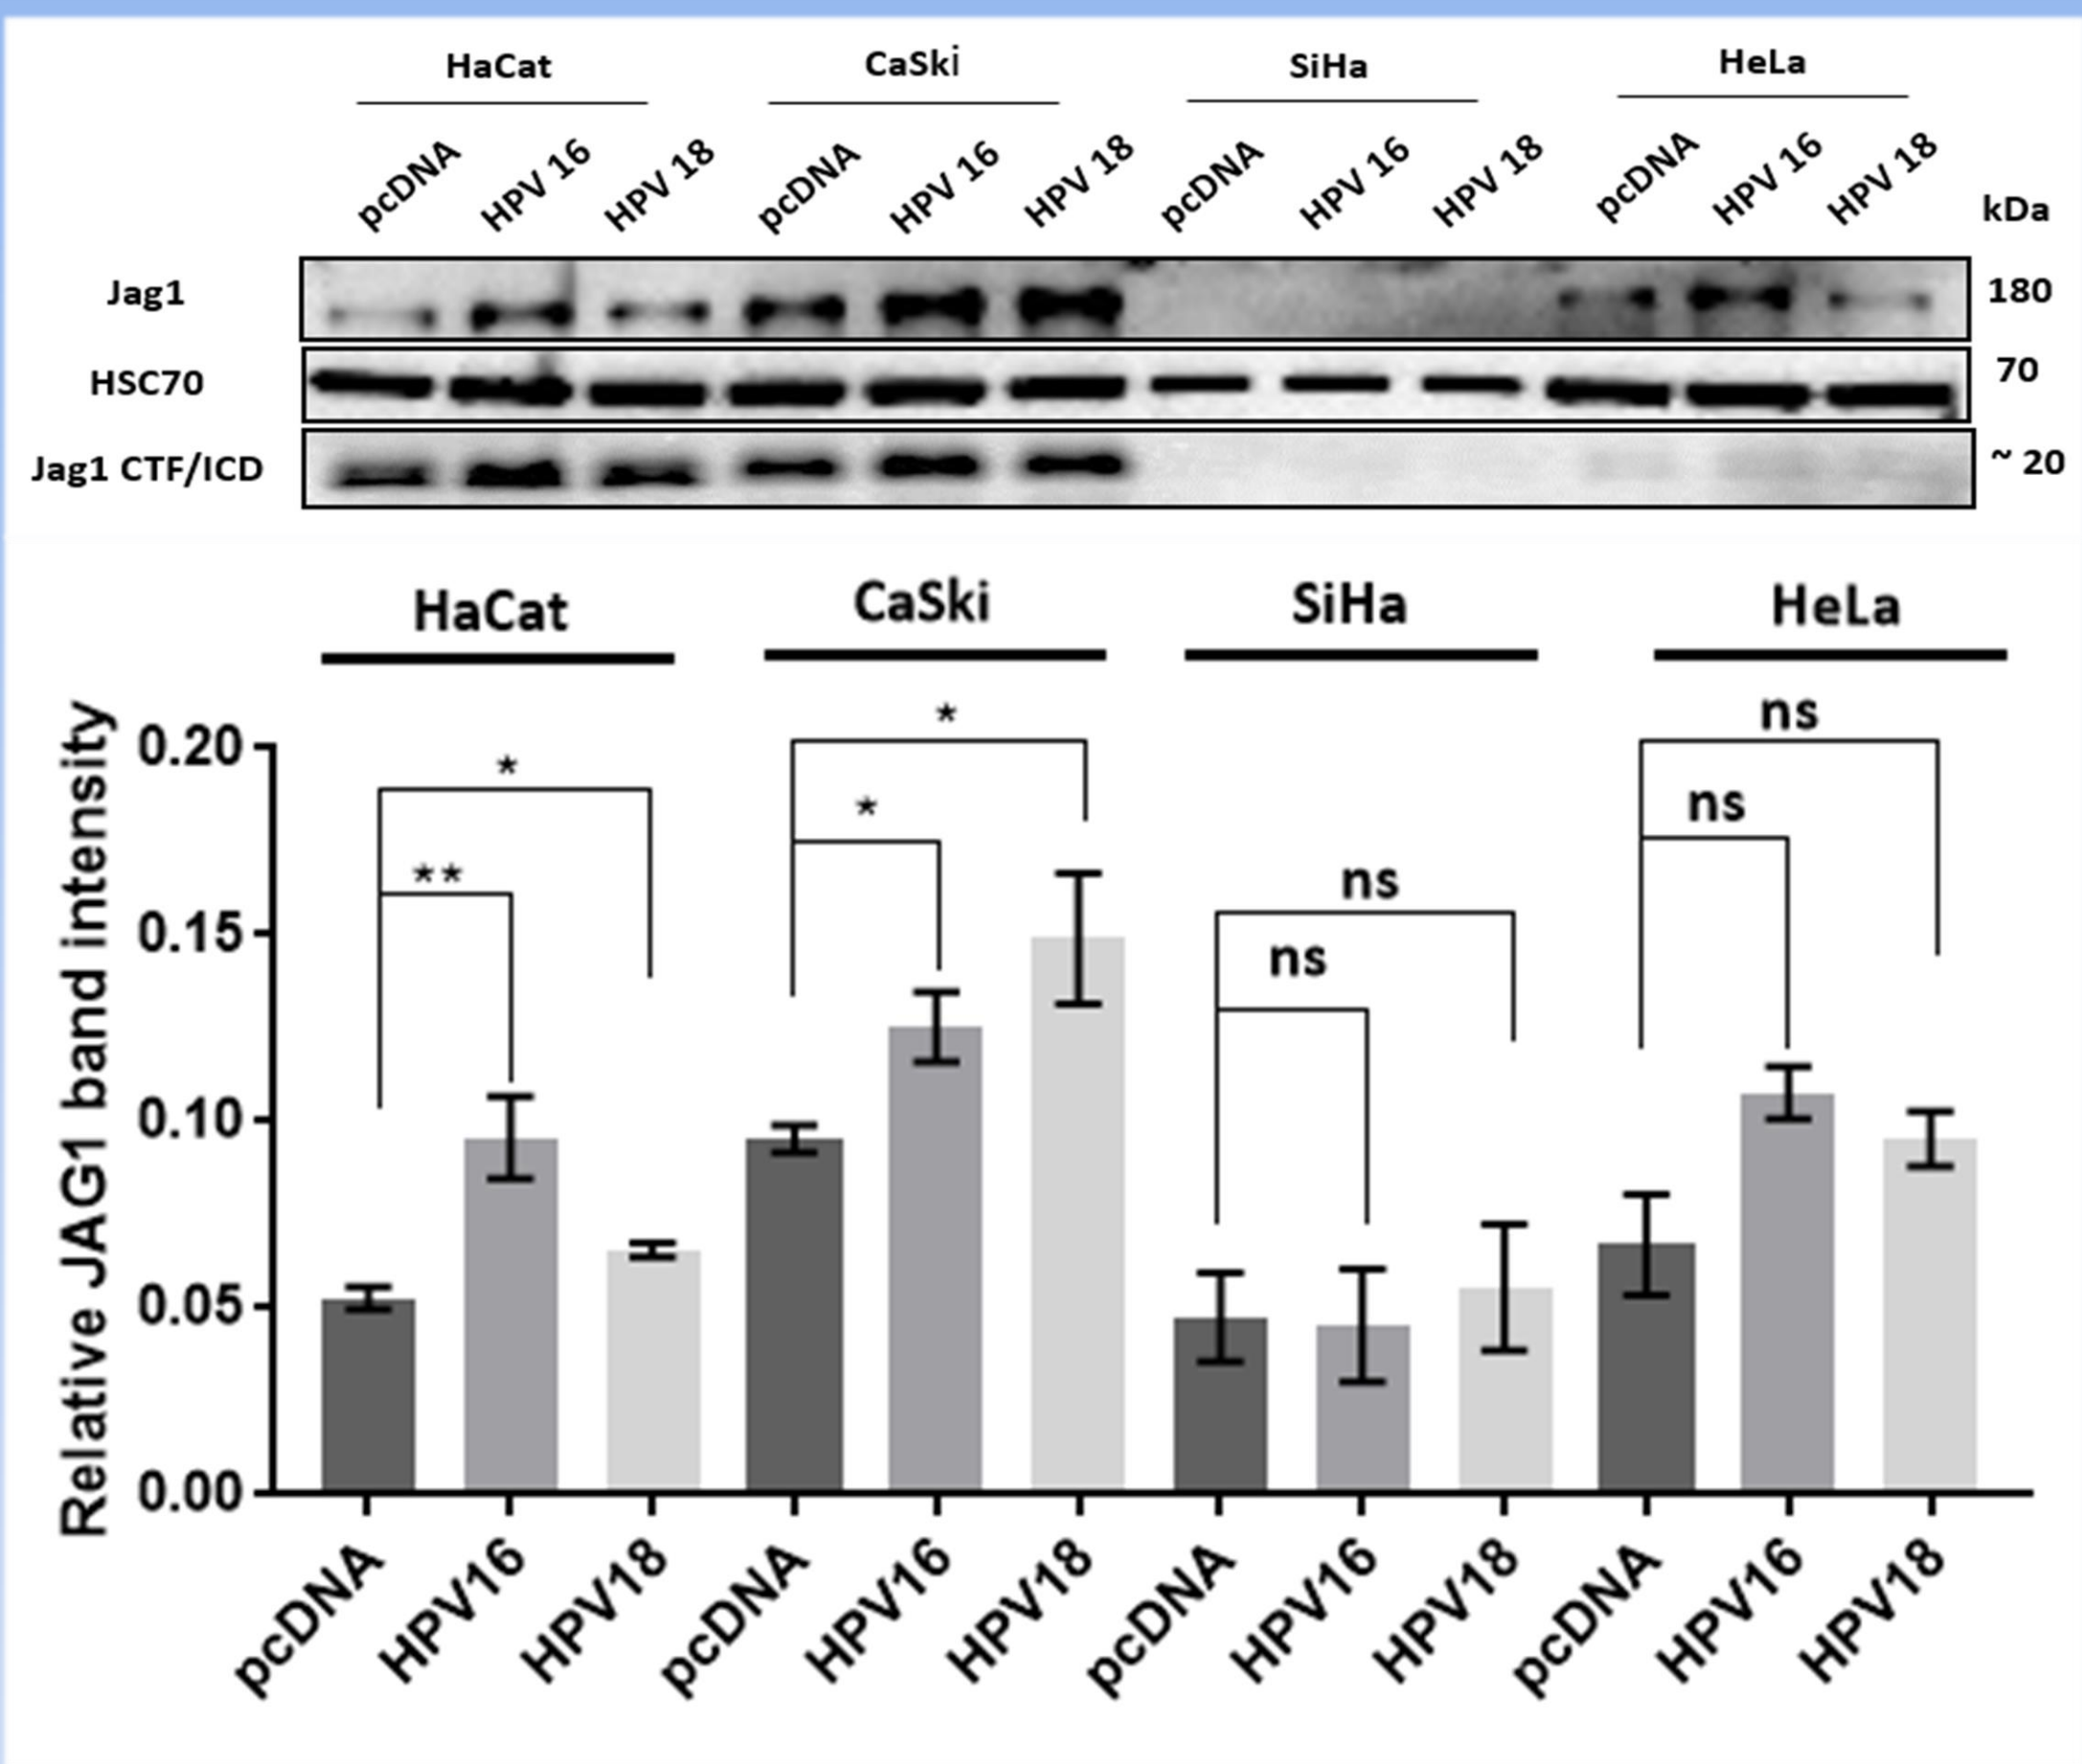 HaCat CaSki SiHa HeLa
pcDNA HPV 16 HPV 18 pcDNA HPV 16 HPV 18 pcDNA HPV 16 HPV 18 pcDNA HPV 16 HPV 18
kDa
Jag1 180
HSC70 70
Jag1 CTF/ICD ~ 20
HaCat CaSki SiHa HeLa
Relative JAG1 band intensity
0.20
0.15
0.10
0.05
0.00
* ** * * ns ns ns ns
pcDNA HPV16 HPV18 pcDNA HPV16 HPV18 pcDNA HPV16 HPV18 pcDNA HPV16 HPV18